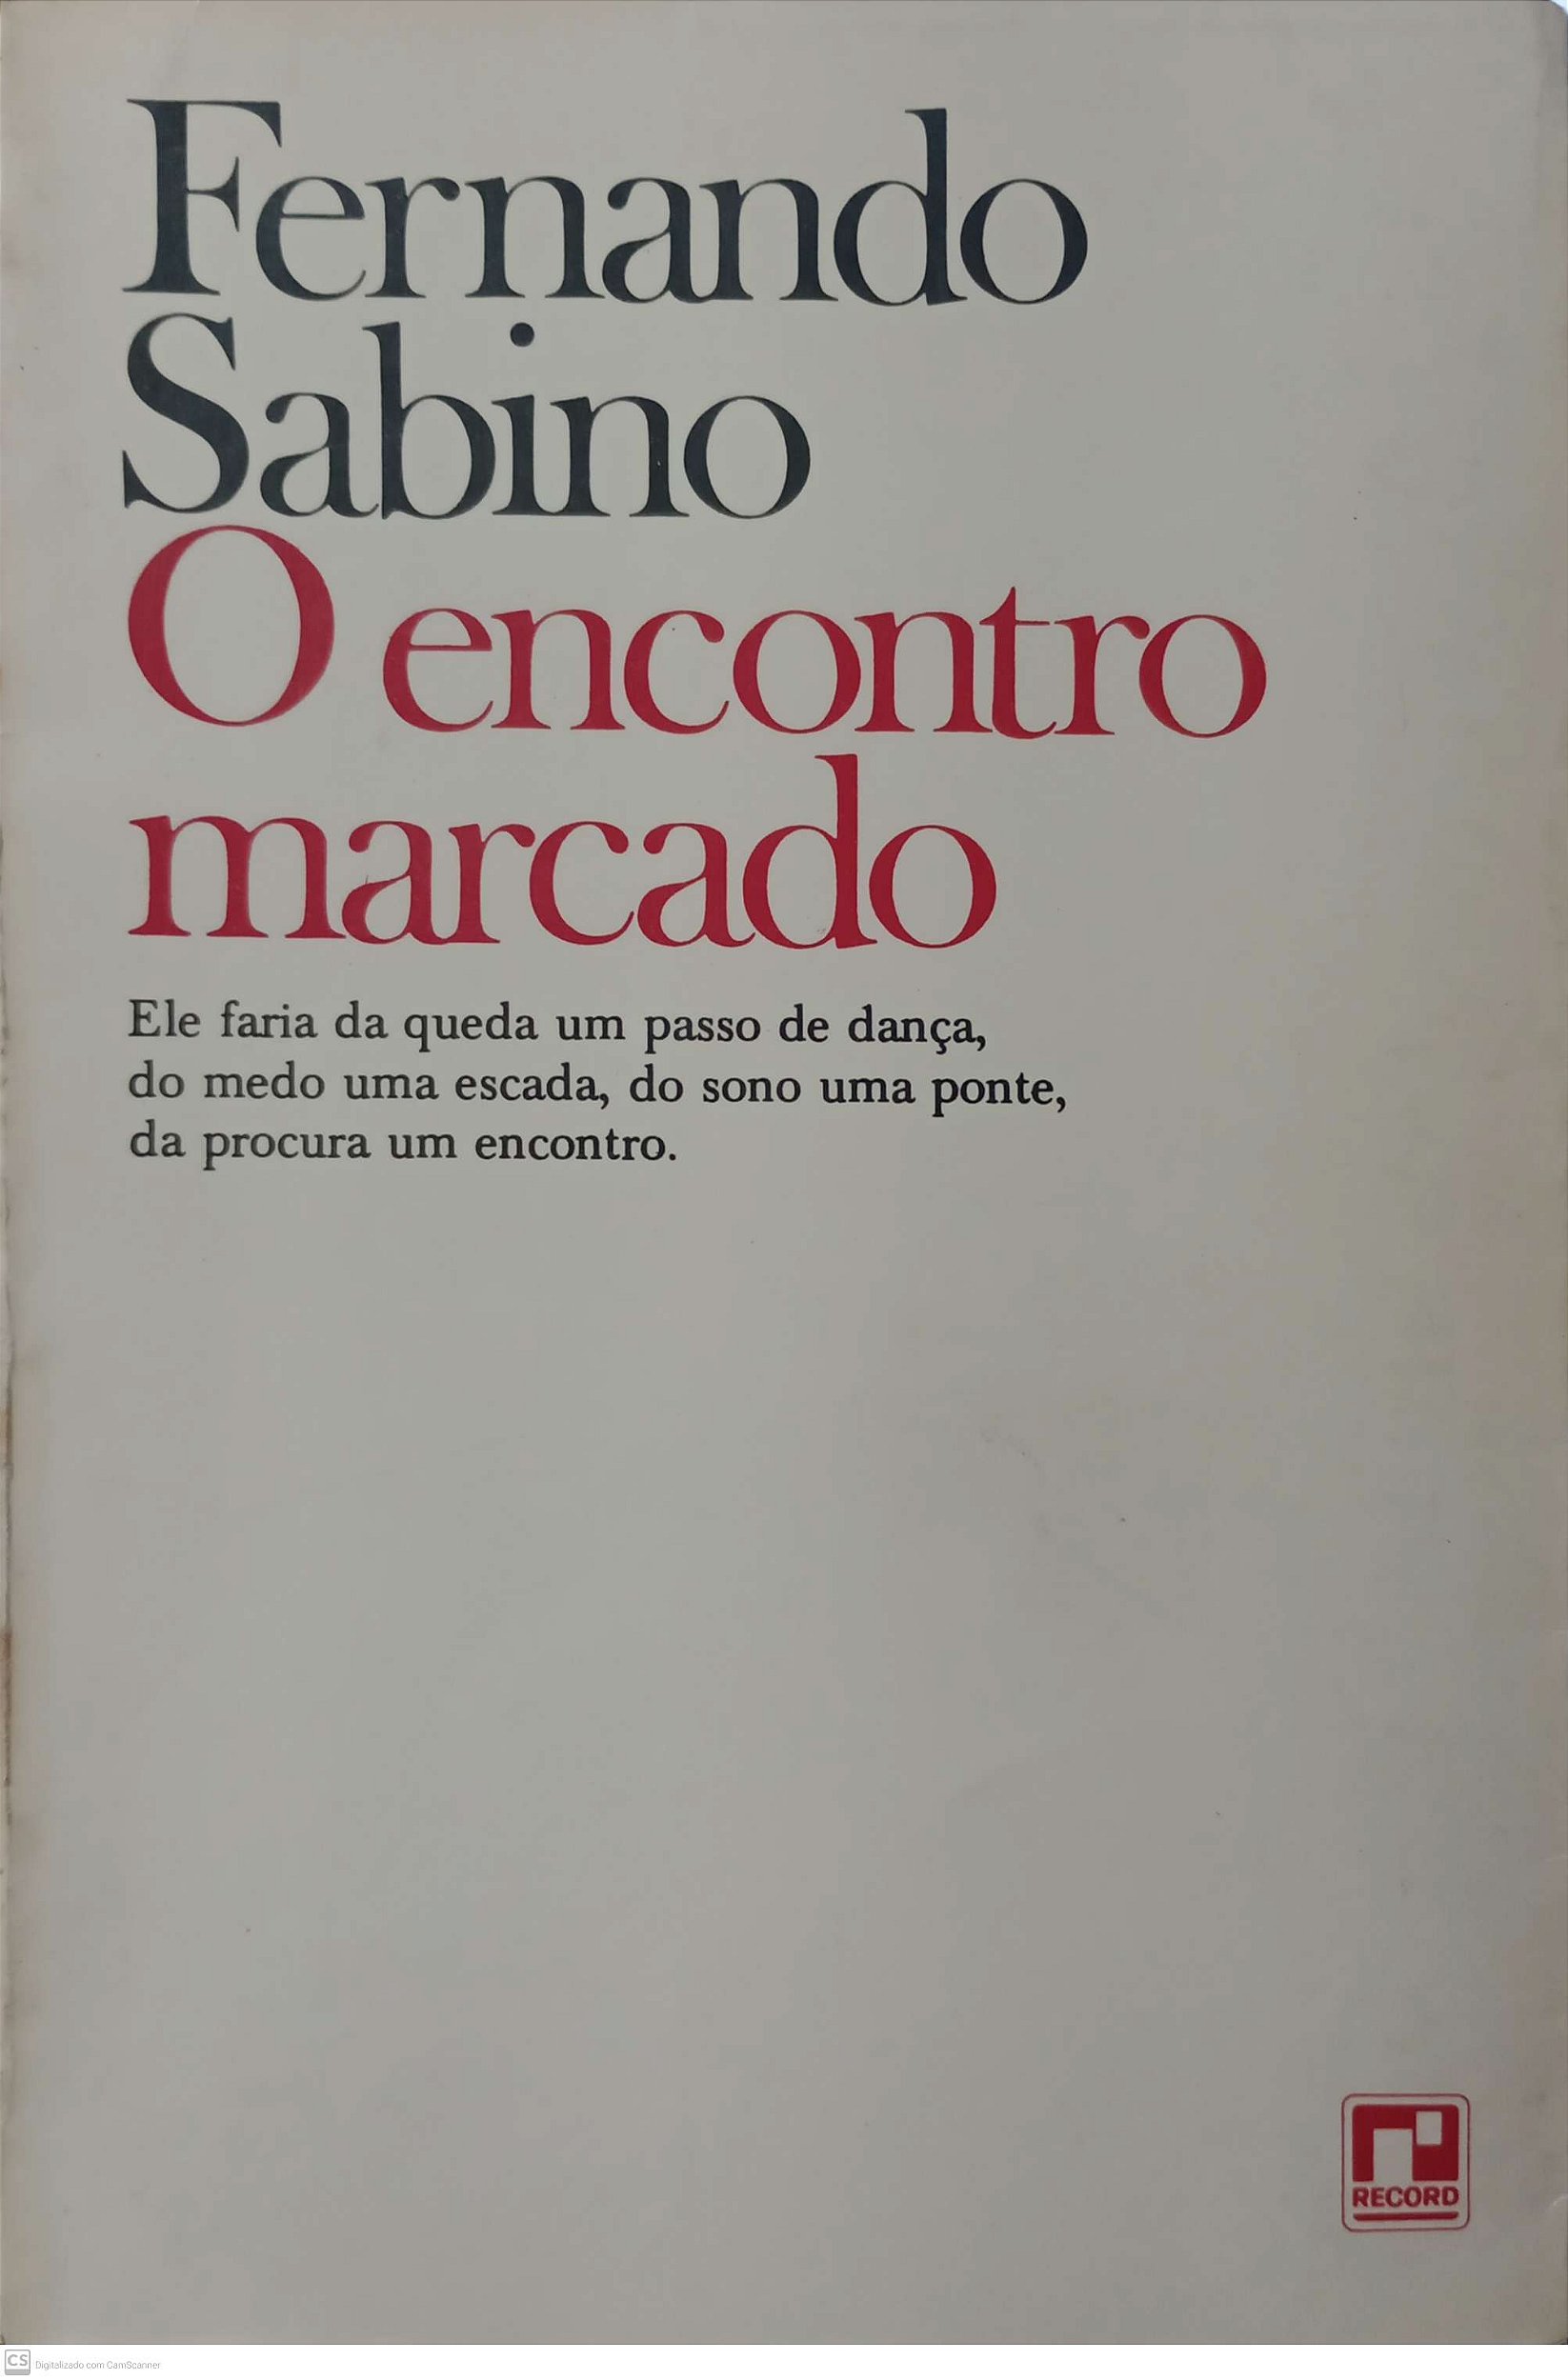 Fernando
Sabino
O encontro
marcado
Ele faria da queda um passo de dança,
do medo uma escada, do sono uma ponte,
da procura um encontro.
RECORD
CS Digitalizado com CamScanner